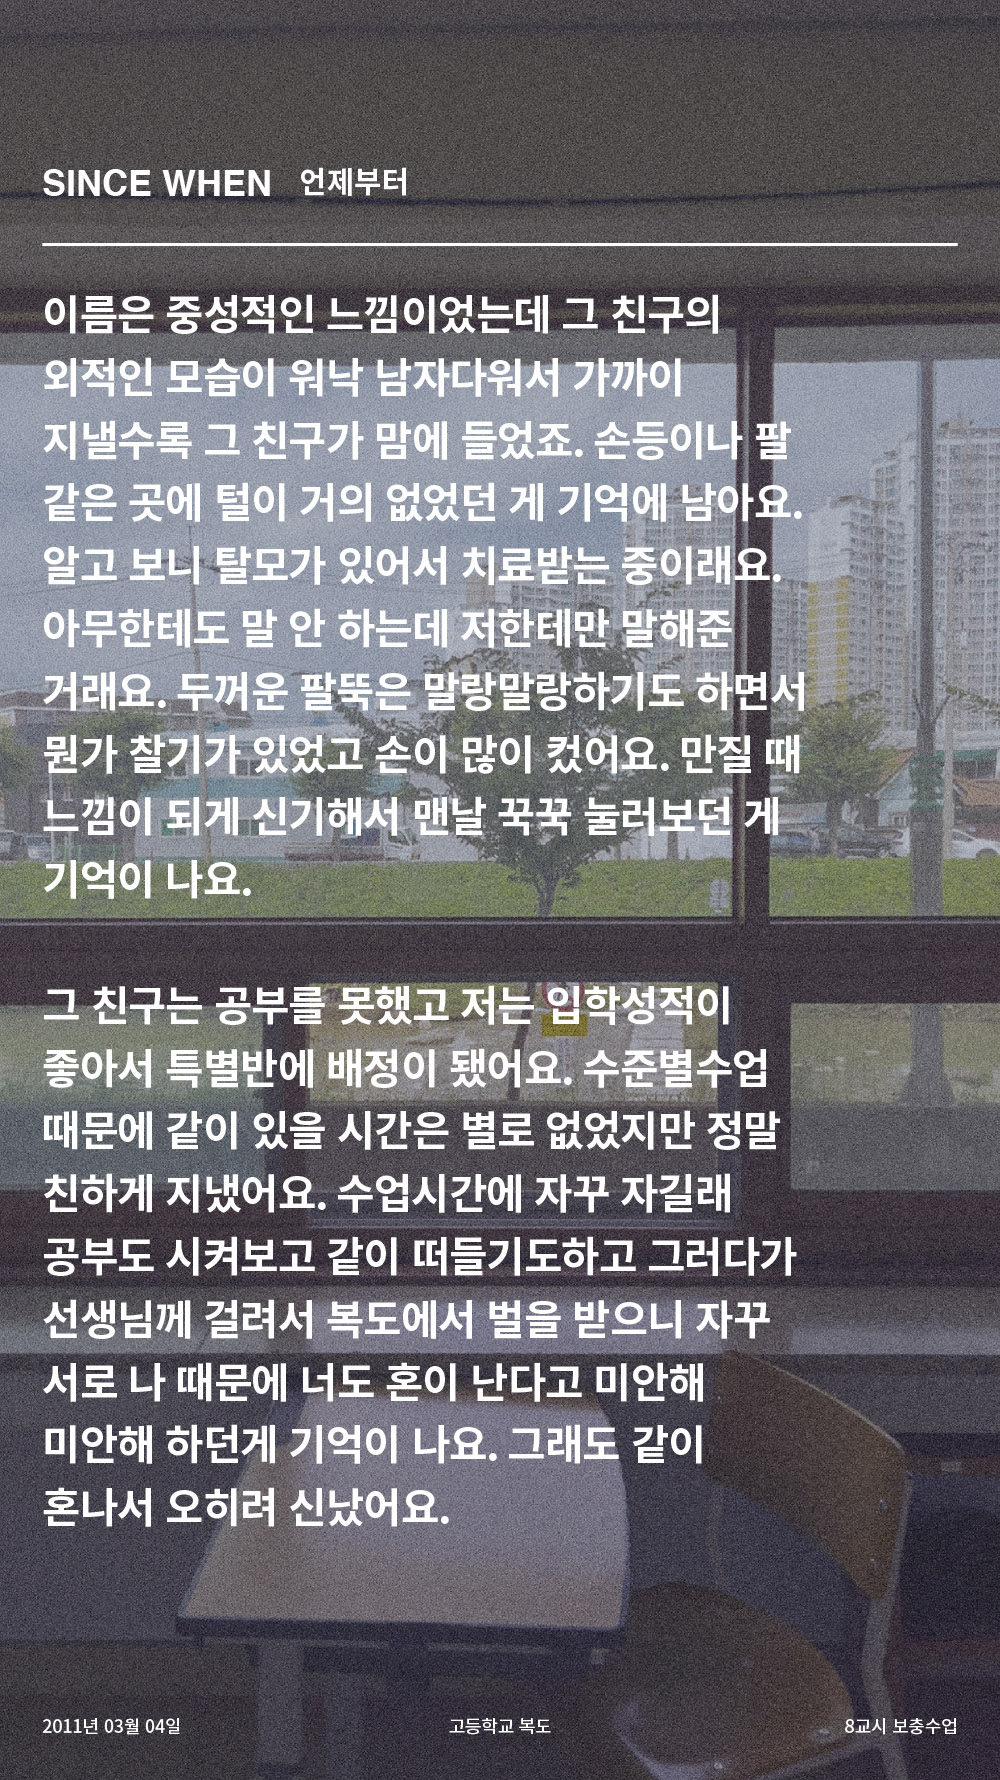 SINCE WHEN 언제부터
이름은 중성적인 느낌이었는데 그 친구의
외적인 모습이 워낙 남자다워서 가까이
지낼수록 그 친구가 맘에 들었죠. 손등이나 팔
같은 곳에 털이 거의 없었던 게 기억에 남아요.
알고 보니 탈모가 있어서 치료받는 중이래요.
아무한테도 말 안 하는데 저한테만 말해준
거래요. 두꺼운 팔뚝은 말랑말랑하기도 하면서
뭔가 찰기가 있었고 손이 많이 컸어요. 만질 때
느낌이 되게 신기해서 맨날 꾹꾹 눌러보던 게
기억이 나요.
그 친구는 공부를 못했고 저는 입학성적이
좋아서 특별반에 배정이 됐어요. 수준별수업
때문에 같이 있을 시간은 별로 없었지만 정말
친하게 지냈어요. 수업시간에 자꾸 자길래
공부도 시켜보고 같이 떠들기도하고 그러다가
선생님께 걸려서 복도에서 벌을 받으니 자꾸
서로 나 때문에 너도 혼이 난다고 미안해
미안해 하던게 기억이 나요. 그래도 같이
혼나서 오히려 신났어요.
2011년 03월 04일 고등학교 복도 8교시 보충수업